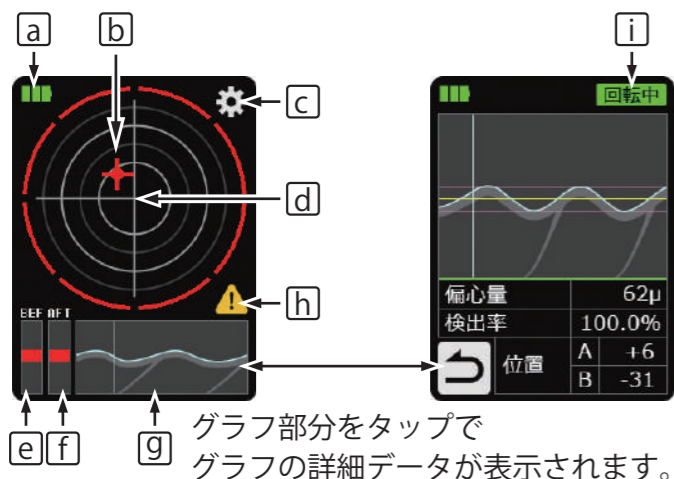 a
b
i
回転中
c
d
h
BEF AFT
偏心量 62μ
検出率 100.0%
位置 A +6
B -31
e
f
g
グラフ部分をタップで
グラフの詳細データが表示されます。